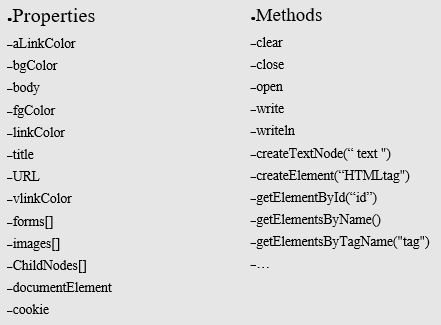 •Properties
–aLinkColor
–bgColor
–body
–fgColor
–linkColor
–title
–URL
–vlinkColor
–forms[]
–images[]
–ChildNodes[]
–documentElement
–cookie
•Methods
–clear
–close
–open
–write
–writeln
–createTextNode(“ text ")
–createElement(“HTMLtag")
–getElementById(“id”)
–getElementsByName()
–getElementsByTagName("tag")
–…